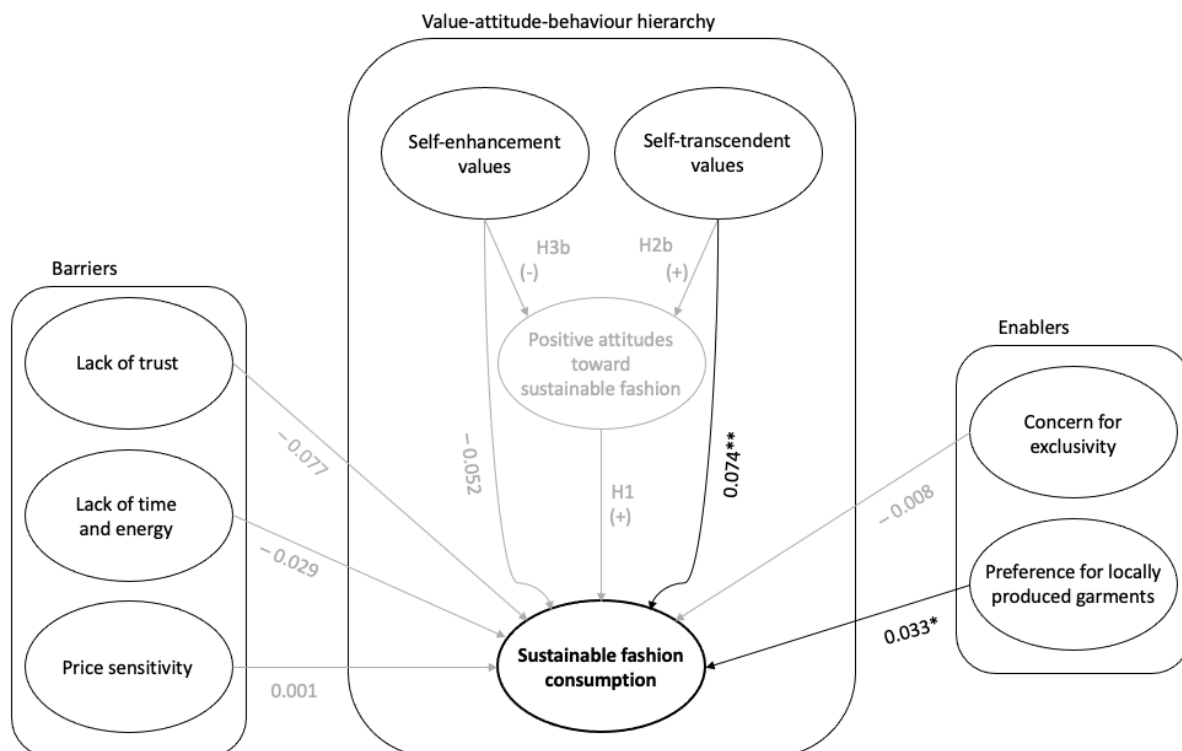 Value-attitude-behaviour hierarchy
Self-enhancement
values
Self-transcendent
values
H3b
(-)
H2b
(+)
Positive attitudes
toward
sustainable fashion
– 0.052
H1
(+)
0.074**
Sustainable fashion
consumption
Barriers
Lack of trust
– 0.077
Lack of time
and energy
– 0.029
Price sensitivity
0.001
Enablers
Concern for
exclusivity
– 0.008
Preference for locally
produced garments
0.033*